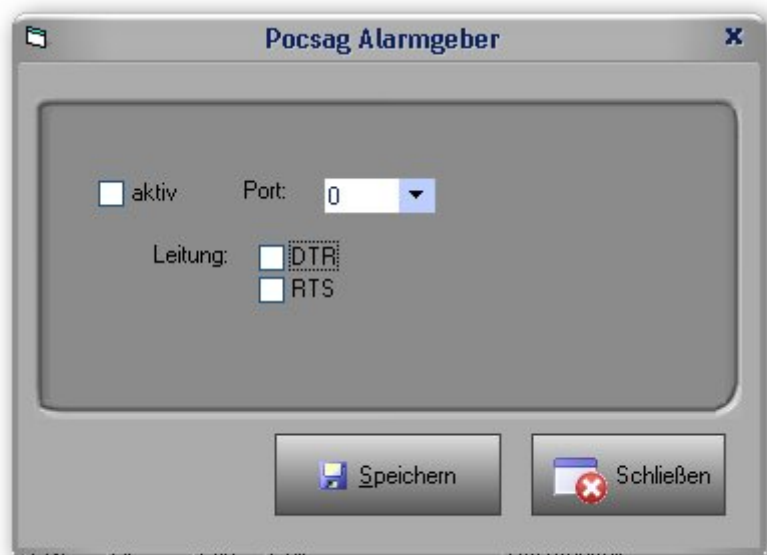 Pocsag Alarmgeber
aktiv Port: 0
Leitung: DTR
RTS
Speichern Schließen